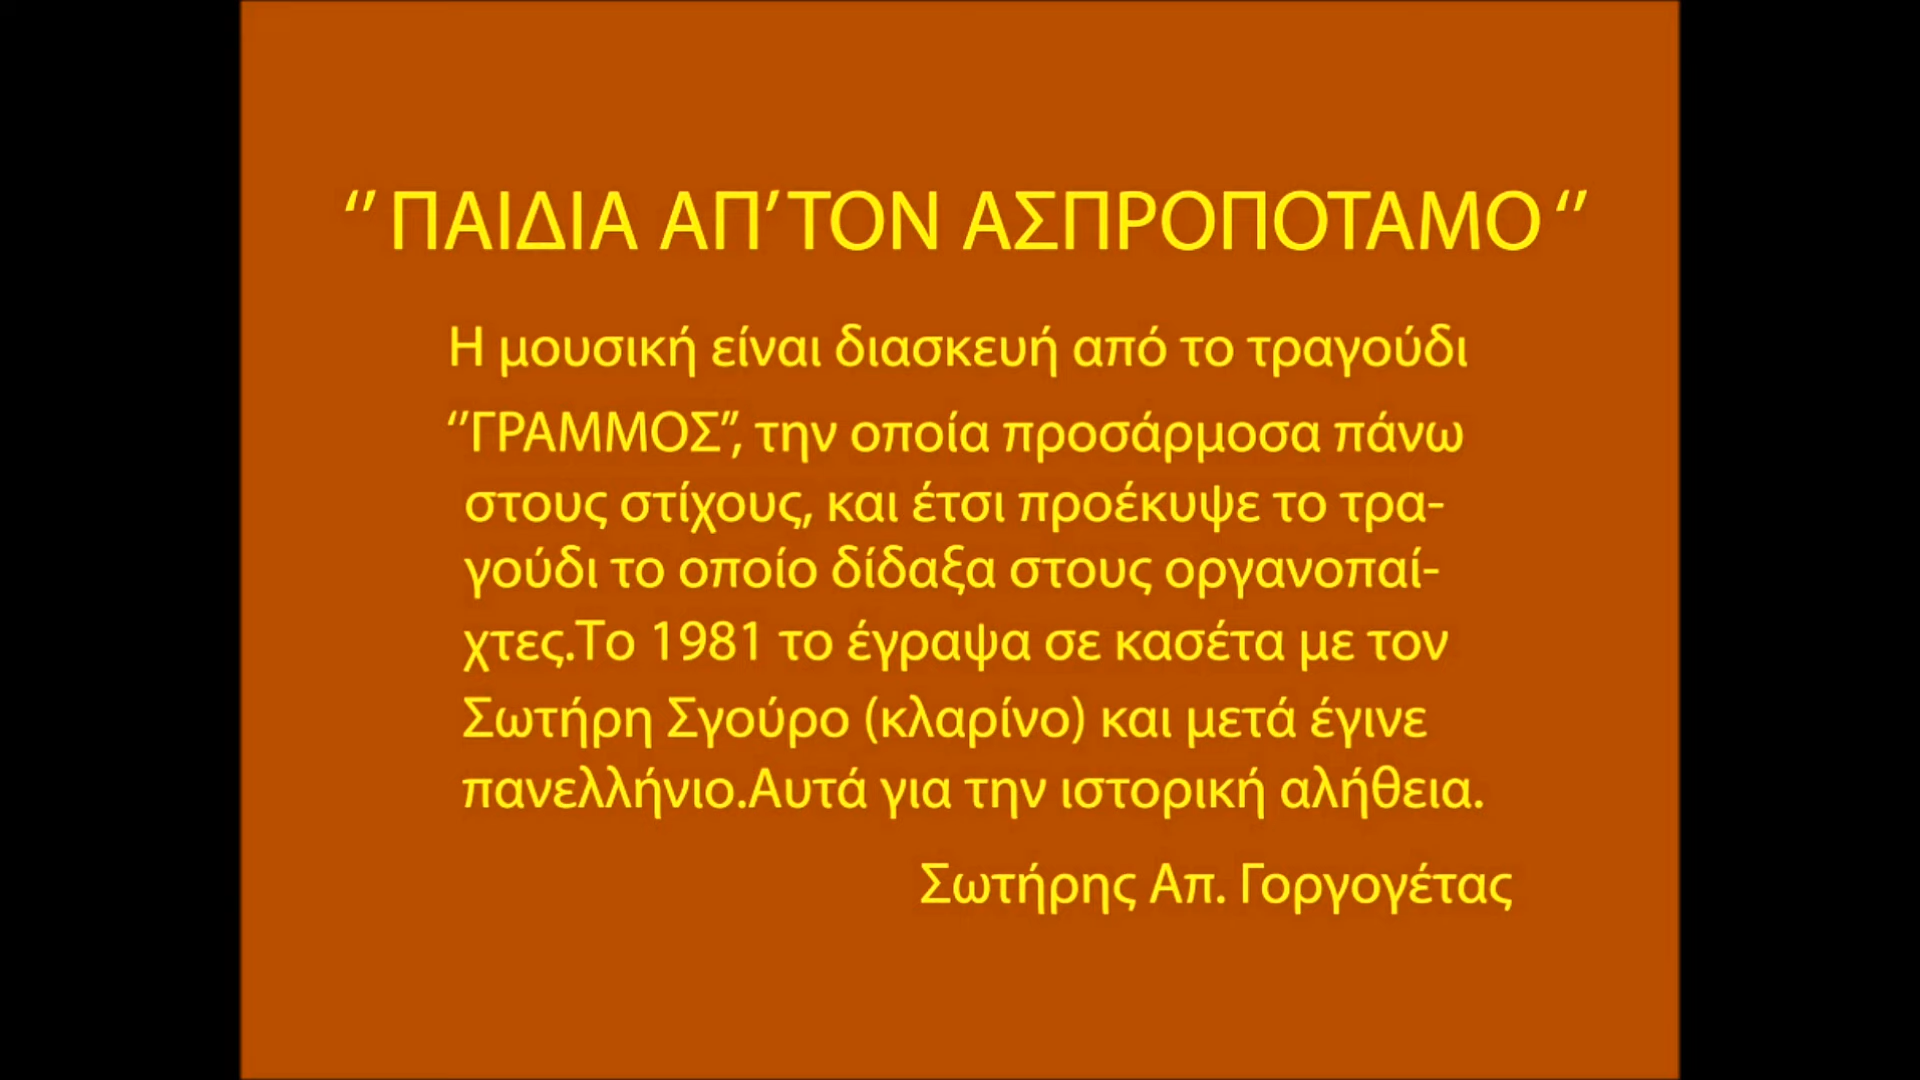 ‘’ ΠΑΙΔΙΑ ΑΠ’ ΤΟΝ ΑΣΠΡΟΠΟΤΑΜΟ ‘’
Η μουσική είναι διασκευή από το τραγούδι
‘’ΓΡΑΜΜΟΣ’’, την οποία προσάρμοσα πάνω
στους στίχους, και έτσι προέκυψε το τρα-
γούδι το οποίο δίδαξα στους οργανοπαί-
χτες.Το 1981 το έγραψα σε κασέτα με τον
Σωτήρη Σγούρο (κλαρίνο) και μετά έγινε
πανελλήνιο.Αυτά για την ιστορική αλήθεια.
Σωτήρης Απ. Γοργογέτας